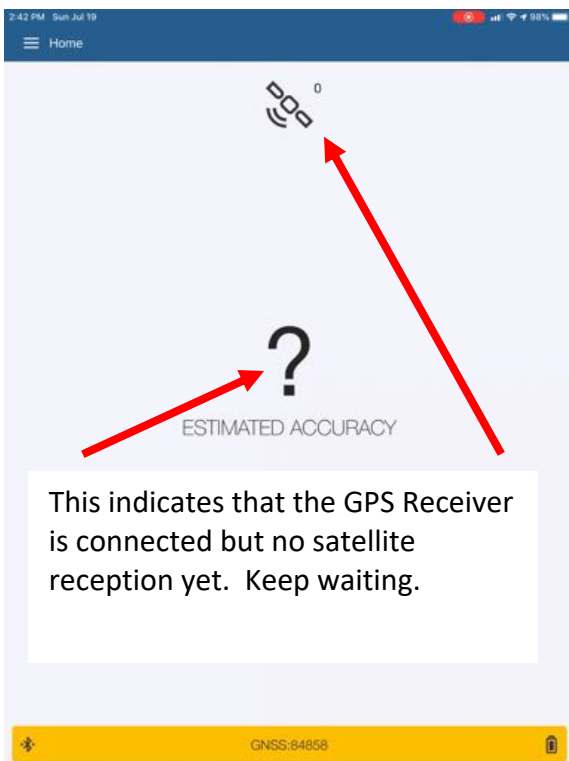 2:42 PM Sun Jul 19 98%
Home
0
?
ESTIMATED ACCURACY
This indicates that the GPS Receiver
is connected but no satellite
reception yet. Keep waiting.
GNSS:84858